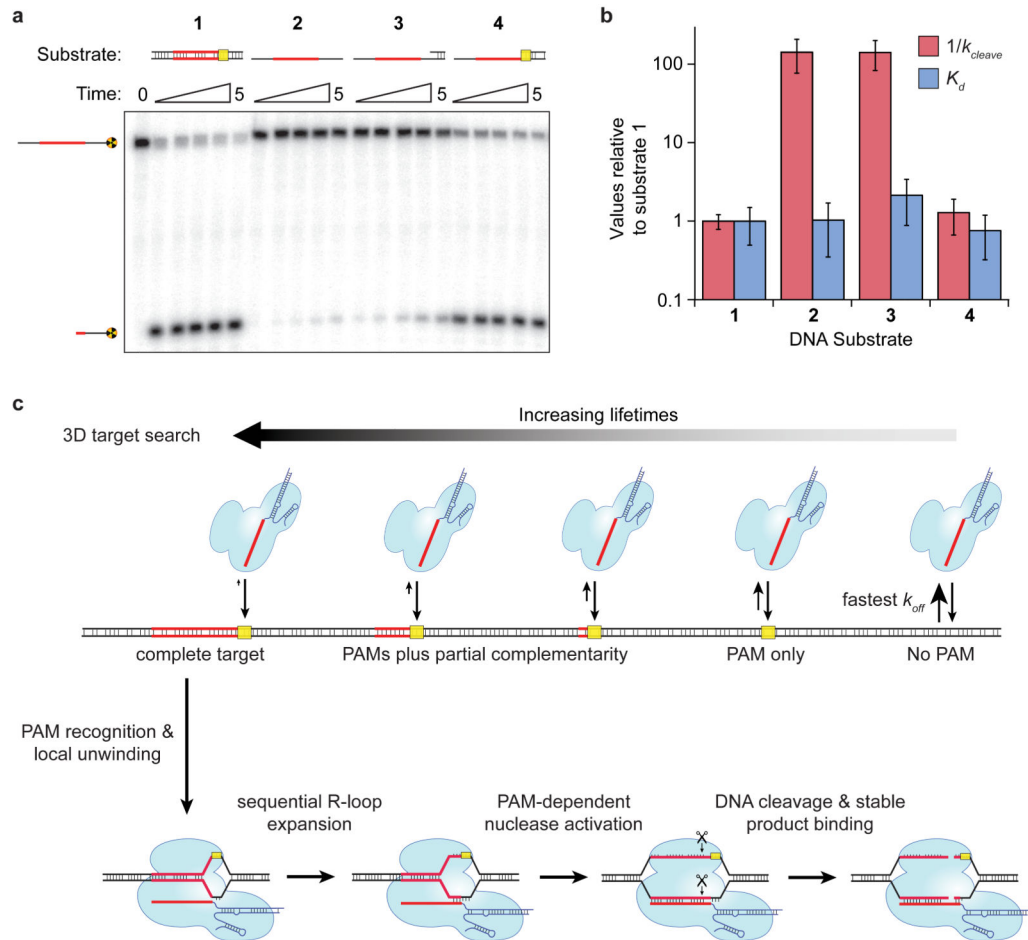 a
1 2 3 4
Substrate:
Time: 0 5 5 5 5
b
Values relative
to substrate 1
100
10
1
0.1
1/k_cleave
K_d
1 2 3 4
DNA Substrate
c
Increasing lifetimes
3D target search
fastest k_off
complete target
PAMs plus partial complementarity
PAM only
No PAM
PAM recognition &
local unwinding
sequential R-loop
expansion
PAM-dependent
nuclease activation
DNA cleavage & stable
product binding